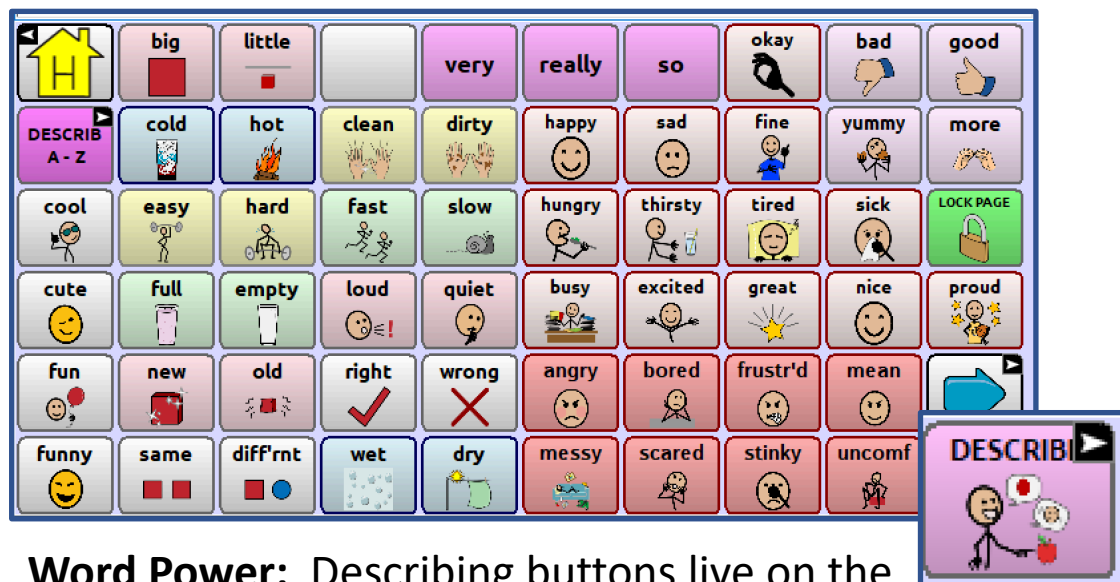 H big little very really so okay bad good
DESCRIB A - Z cold hot clean dirty happy sad fine yummy more
cool easy hard fast slow hungry thirsty tired sick LOCK PAGE
cute full empty loud ! quiet busy excited great nice proud
fun new old right wrong angry bored frustr'd mean
funny same diff'rnt wet dry messy scared stinky uncomf
DESCRIBE
Word Power: Describing buttons live on the